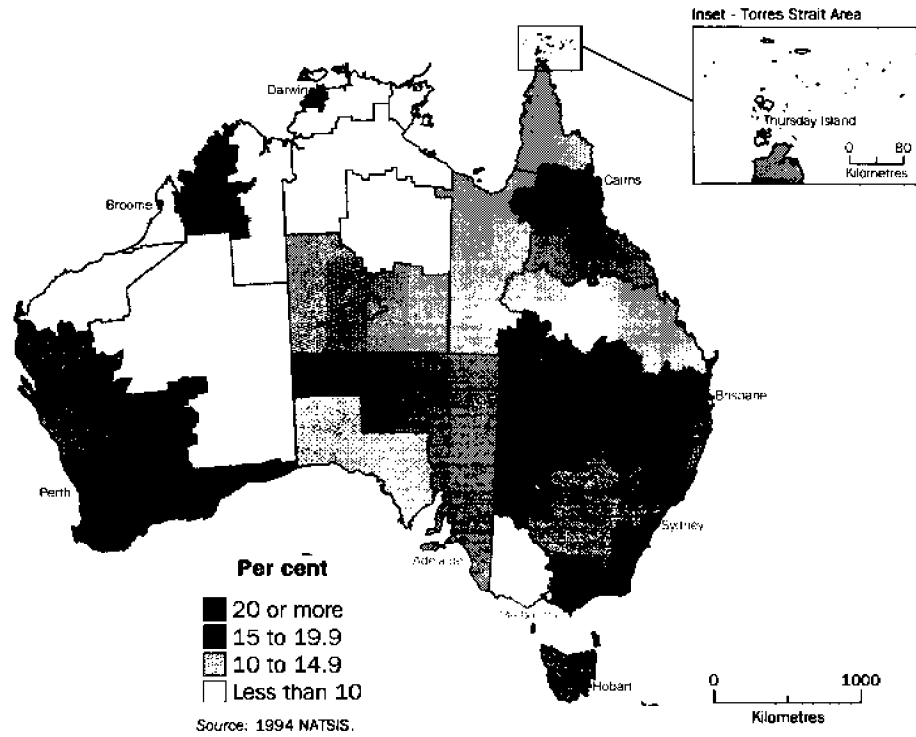 Inset - Torres Strait Area
Darwin
Thursday Island
0 80
Kilometres
Cairns
Broome
Brisbane
Perth
Sydney
Adelaide
Per cent
20 or more
15 to 19.9
10 to 14.9
Less than 10
Hobart
0 1000
Kilometres
Source: 1994 NATSIS.